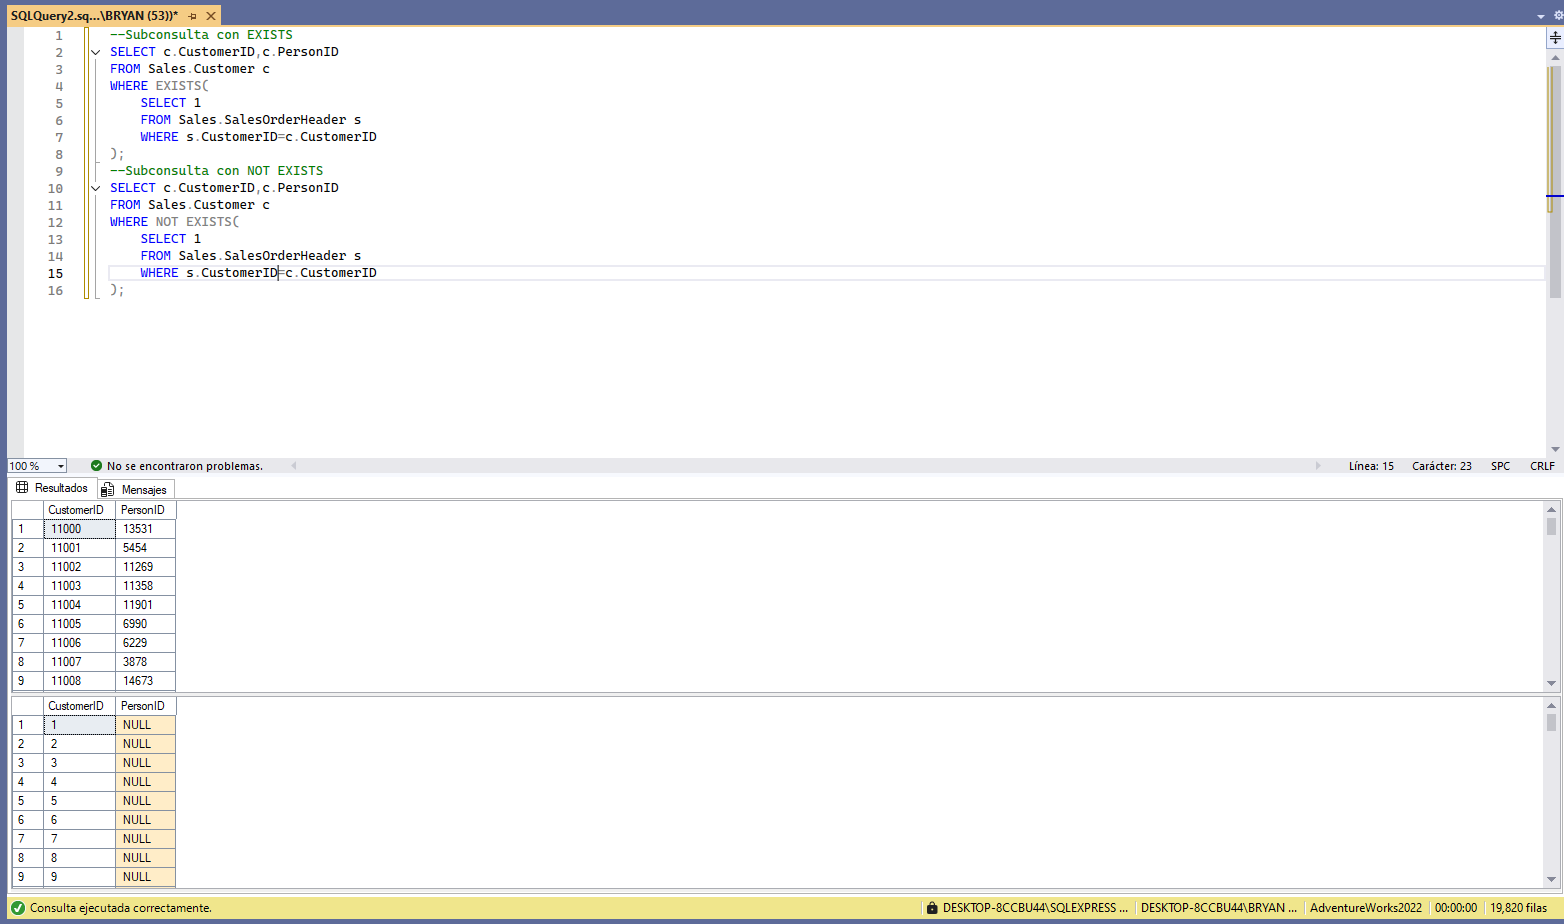 SQLQuery2.sq...\BRYAN (53))*
1 --Subconsulta con EXISTS
2 SELECT c.CustomerID,c.PersonID
3 FROM Sales.Customer c
4 WHERE EXISTS(
5 SELECT 1
6 FROM Sales.SalesOrderHeader s
7 WHERE s.CustomerID=c.CustomerID
8 );
9 --Subconsulta con NOT EXISTS
10 SELECT c.CustomerID,c.PersonID
11 FROM Sales.Customer c
12 WHERE NOT EXISTS(
13 SELECT 1
14 FROM Sales.SalesOrderHeader s
15 WHERE s.CustomerID=c.CustomerID
16 );
100 % No se encontraron problemas. Línea: 15 Carácter: 23 SPC CRLF
Resultados Mensajes
CustomerID PersonID
1 11000 13531
2 11001 5454
3 11002 11269
4 11003 11358
5 11004 11901
6 11005 6990
7 11006 6229
8 11007 3878
9 11008 14673
CustomerID PersonID
1 1 NULL
2 2 NULL
3 3 NULL
4 4 NULL
5 5 NULL
6 6 NULL
7 7 NULL
8 8 NULL
9 9 NULL
Consulta ejecutada correctamente. DESKTOP-8CCBU44\SQLEXPRESS ... DESKTOP-8CCBU44\BRYAN ... AdventureWorks2022 00:00:00 19,820 filas